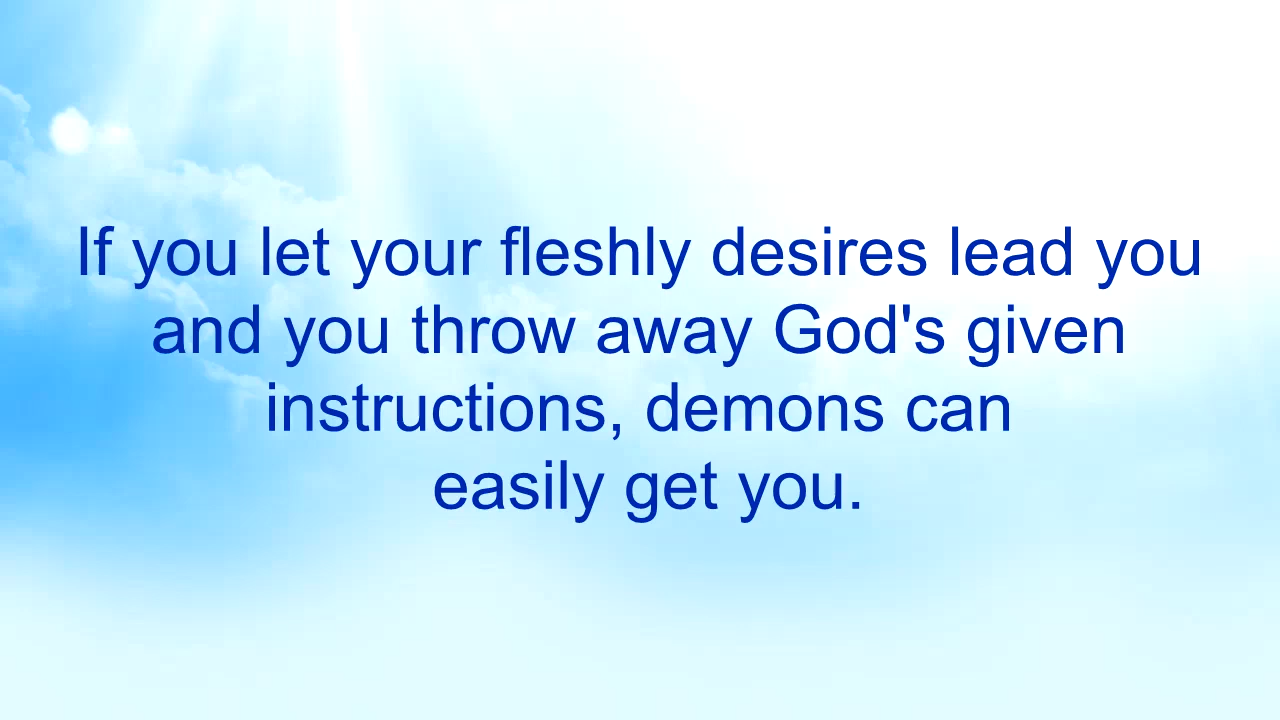 If you let your fleshly desires lead you
and you throw away God's given
instructions, demons can
easily get you.